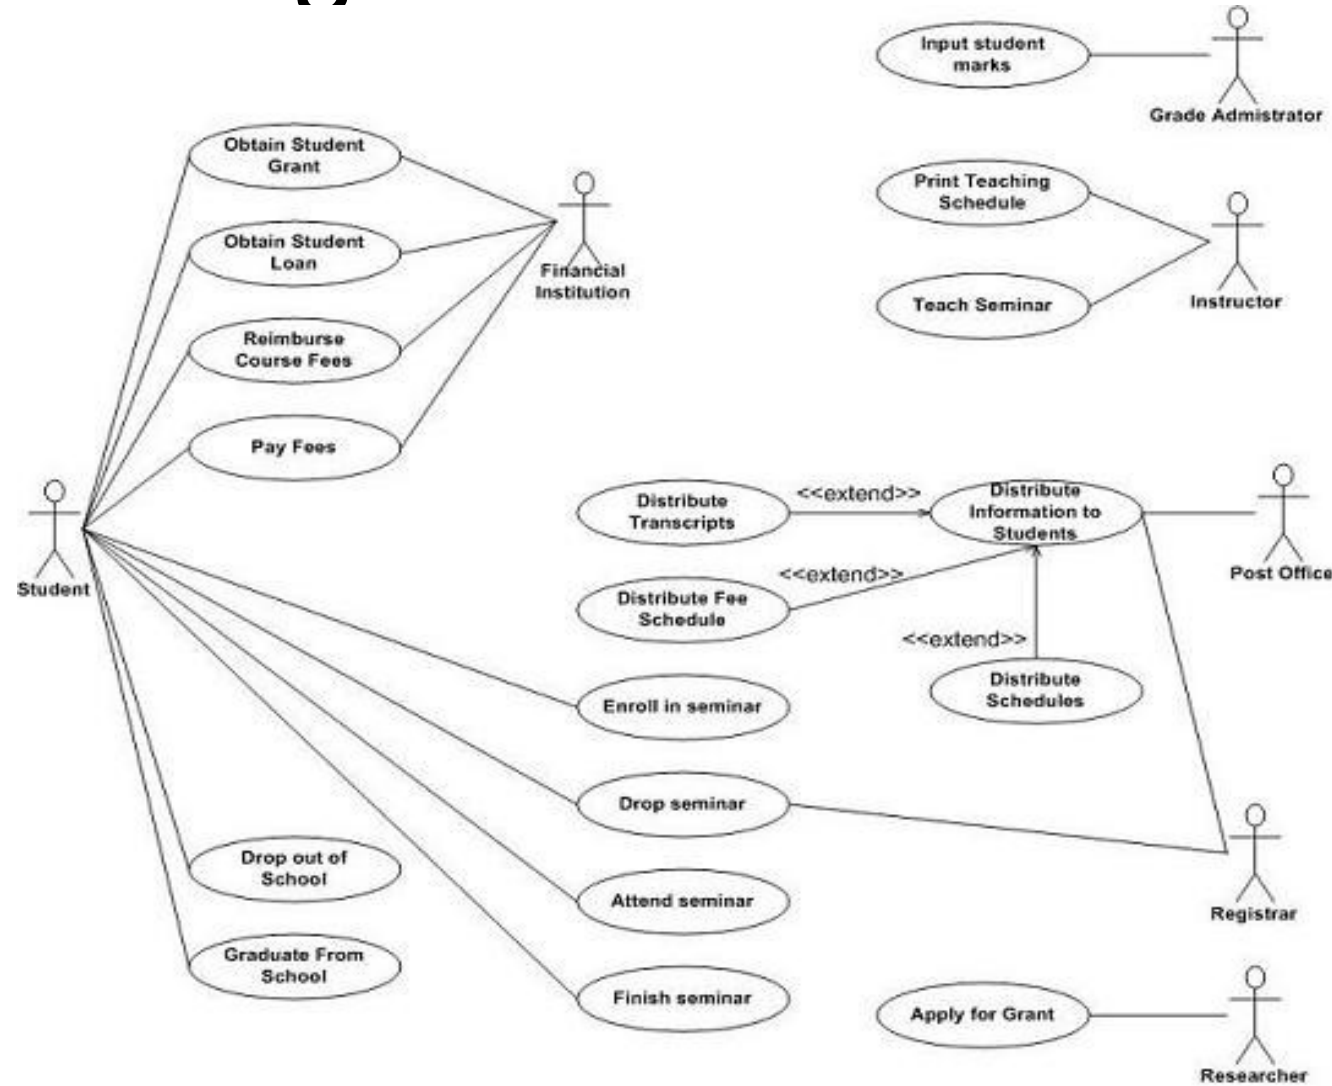 Input student
marks
Grade Admistrator
Obtain Student
Grant
Obtain Student
Loan
Reimburse
Course Fees
Pay Fees
Financial
Institution
Print Teaching
Schedule
Teach Seminar
Instructor
Student
Distribute
Transcripts
<<extend>>
Distribute
Information to
Students
Post Office
<<extend>>
Distribute Fee
Schedule
<<extend>>
Distribute
Schedules
Enroll in seminar
Drop seminar
Attend seminar
Finish seminar
Drop out of
School
Graduate From
School
Registrar
Apply for Grant
Researcher